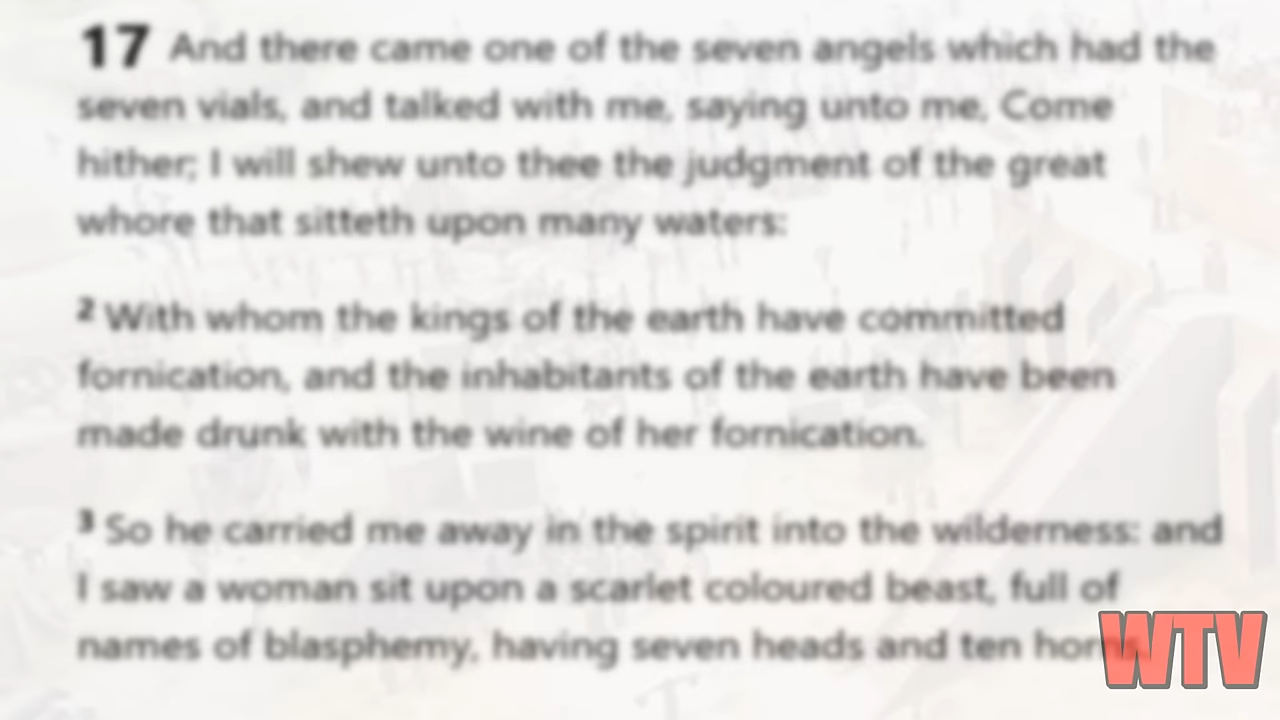 17 And there came one of the seven angels which had the
seven vials, and talked with me, saying unto me, Come
hither; I will shew unto thee the judgment of the great
whore that sitteth upon many waters:
2 With whom the kings of the earth have committed
fornication, and the inhabitants of the earth have been
made drunk with the wine of her fornication.
3 So he carried me away in the spirit into the wilderness: and
I saw a woman sit upon a scarlet coloured beast, full of
names of blasphemy, having seven heads and ten horns.
WTV